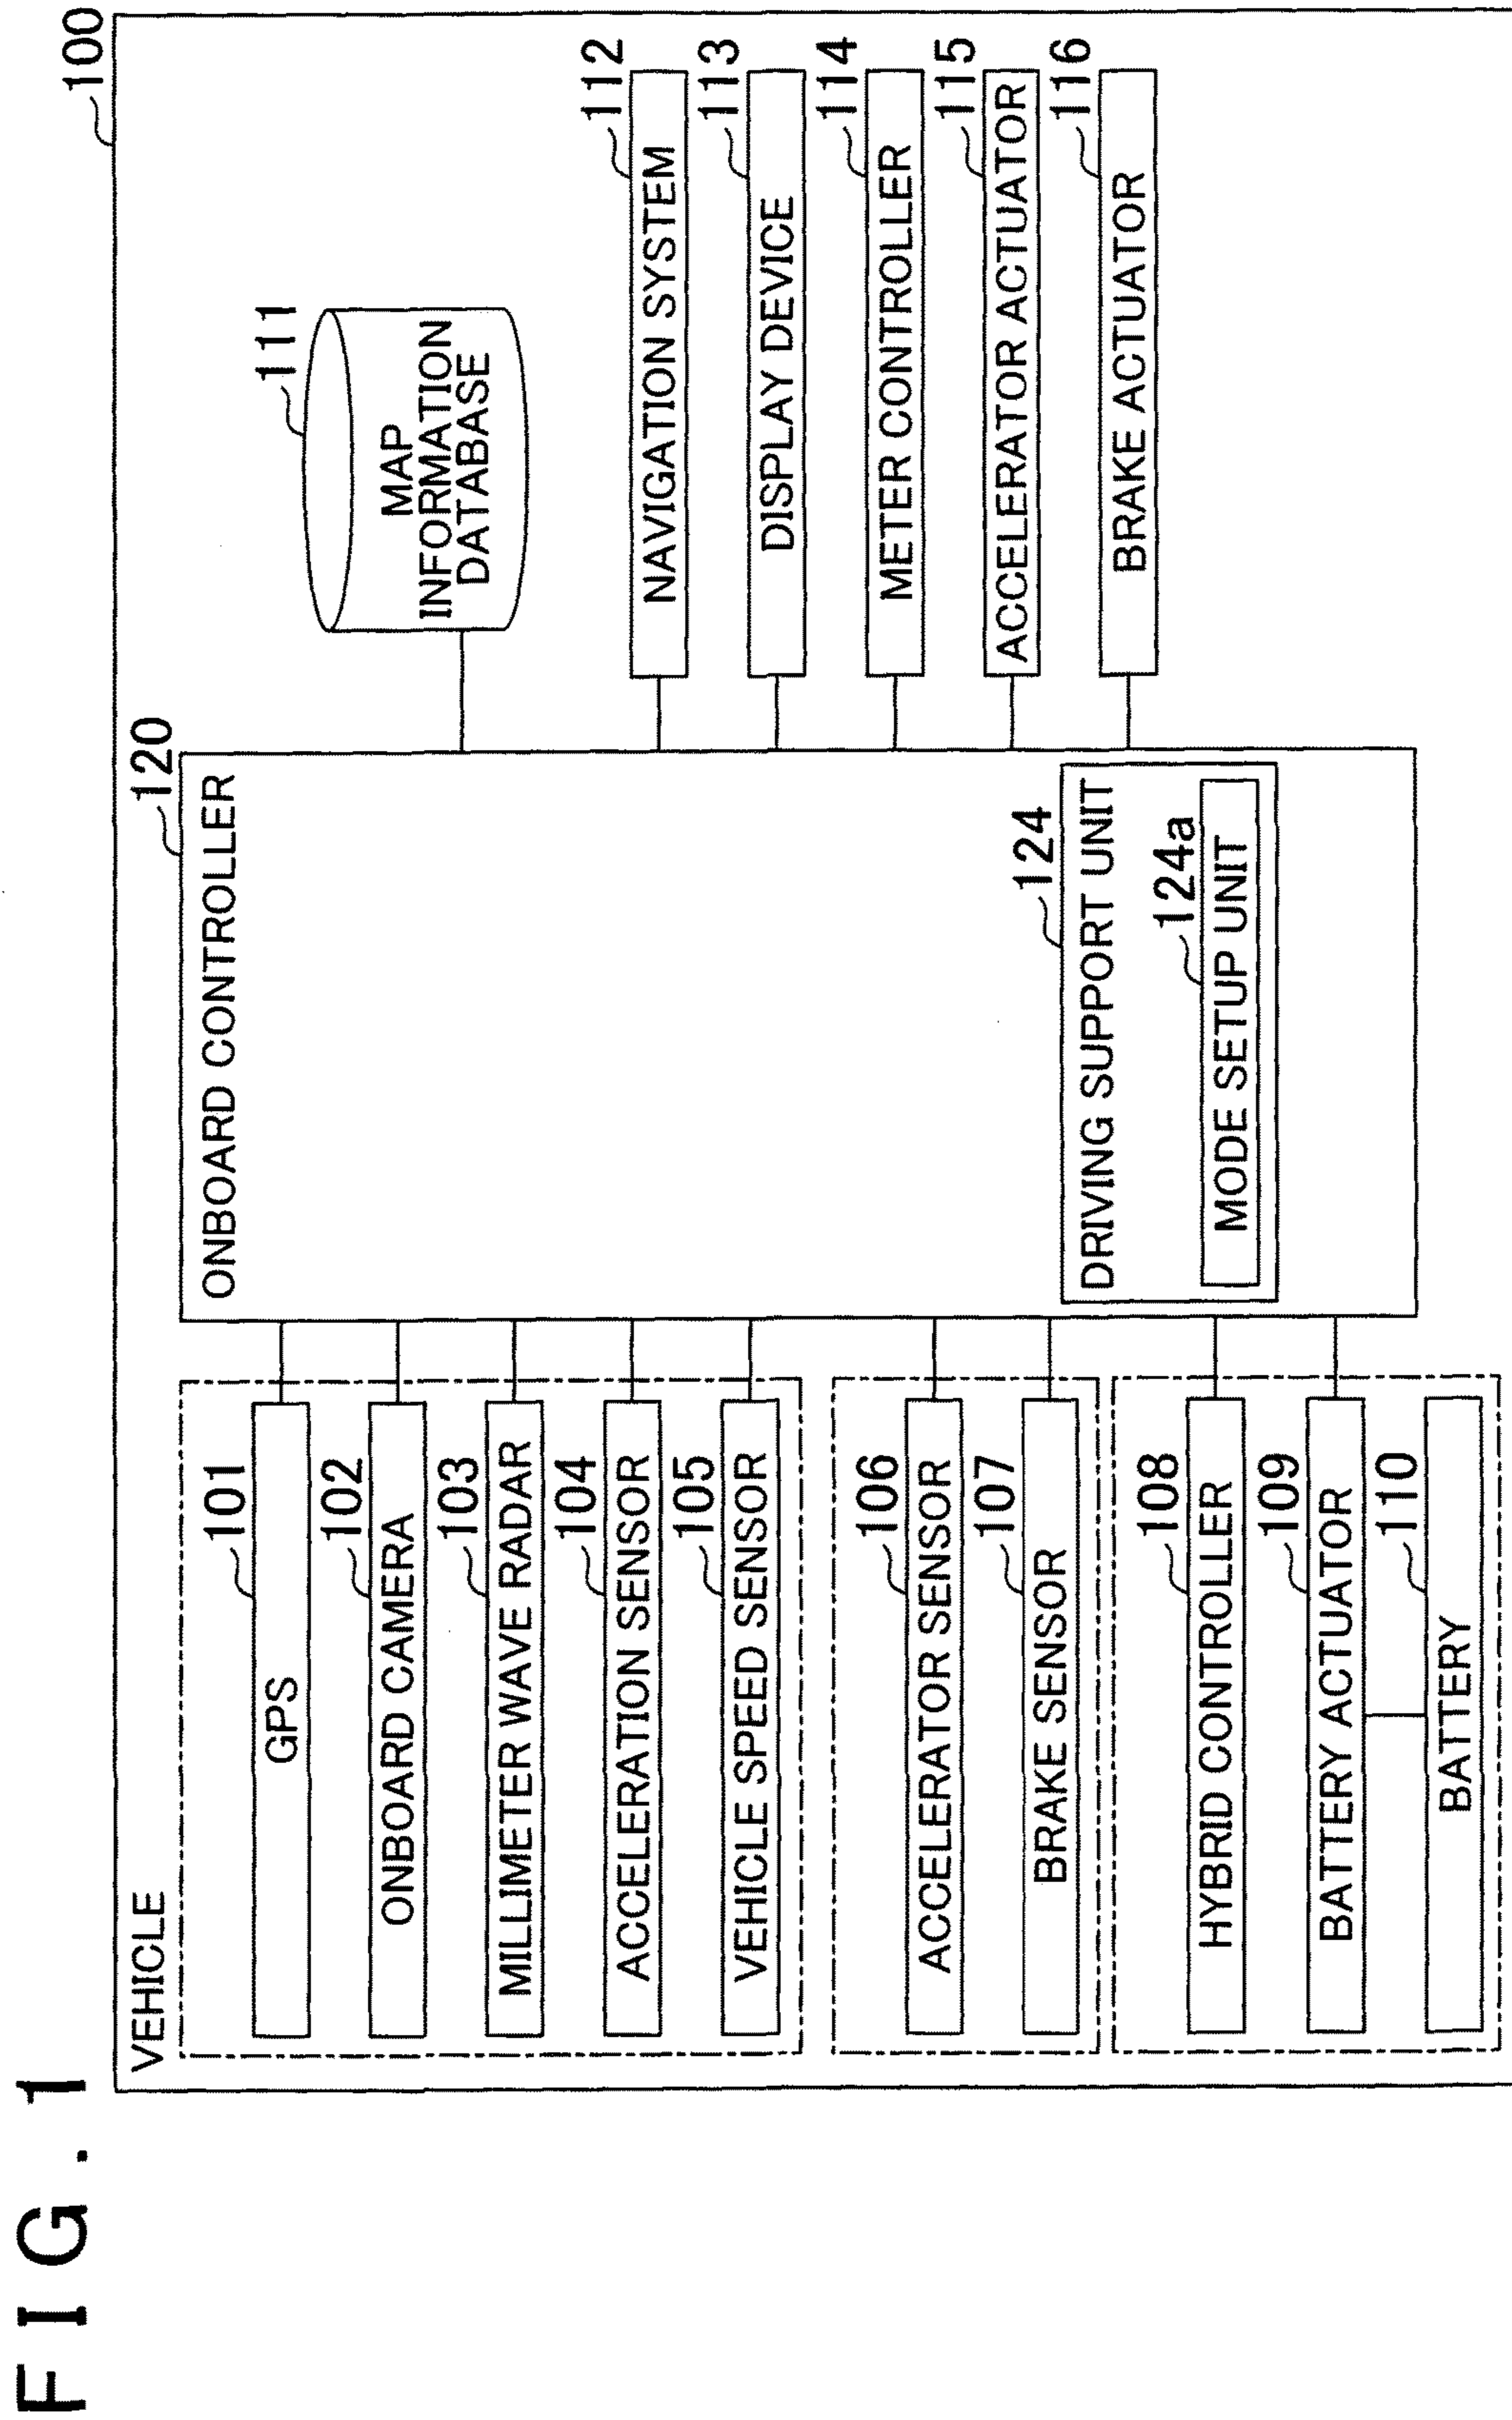 FIG. 1
100
VEHICLE
101
GPS
102
ONBOARD CAMERA
103
MILLIMETER WAVE RADAR
104
ACCELERATION SENSOR
105
VEHICLE SPEED SENSOR
106
ACCELERATOR SENSOR
107
BRAKE SENSOR
108
HYBRID CONTROLLER
109
BATTERY ACTUATOR
110
BATTERY
120
ONBOARD CONTROLLER
124
DRIVING SUPPORT UNIT
124a
MODE SETUP UNIT
111
MAP
INFORMATION
DATABASE
112
NAVIGATION SYSTEM
113
DISPLAY DEVICE
114
METER CONTROLLER
115
ACCELERATOR ACTUATOR
116
BRAKE ACTUATOR